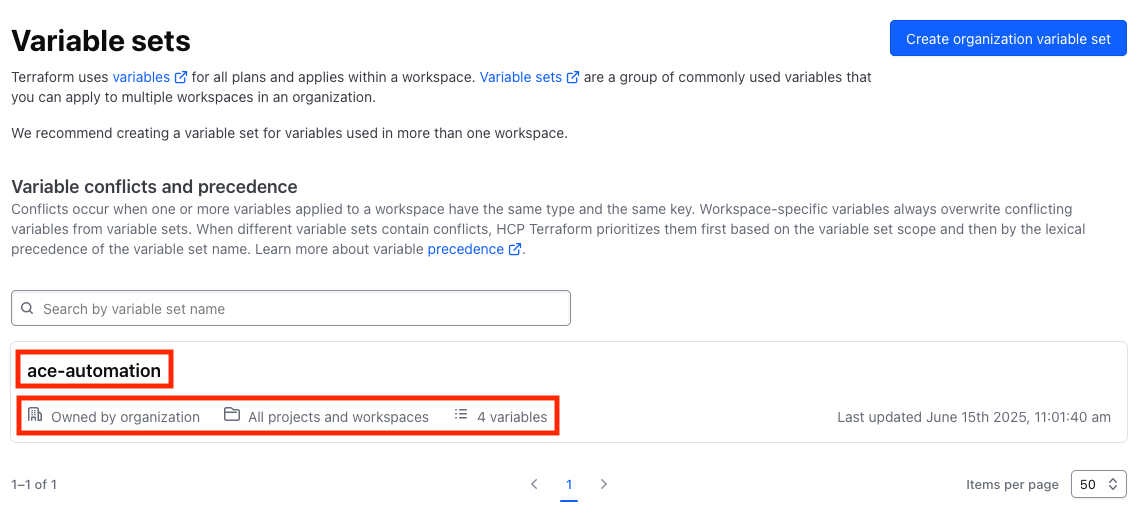 Variable sets
Create organization variable set
Terraform uses variables for all plans and applies within a workspace. Variable sets are a group of commonly used variables that
you can apply to multiple workspaces in an organization.
We recommend creating a variable set for variables used in more than one workspace.
Variable conflicts and precedence
Conflicts occur when one or more variables applied to a workspace have the same type and the same key. Workspace-specific variables always overwrite conflicting
variables from variable sets. When different variable sets contain conflicts, HCP Terraform prioritizes them first based on the variable set scope and then by the lexical
precedence of the variable set name. Learn more about variable precedence.
Search by variable set name
ace-automation
Owned by organization All projects and workspaces 4 variables Last updated June 15th 2025, 11:01:40 am
1–1 of 1 1 Items per page 50